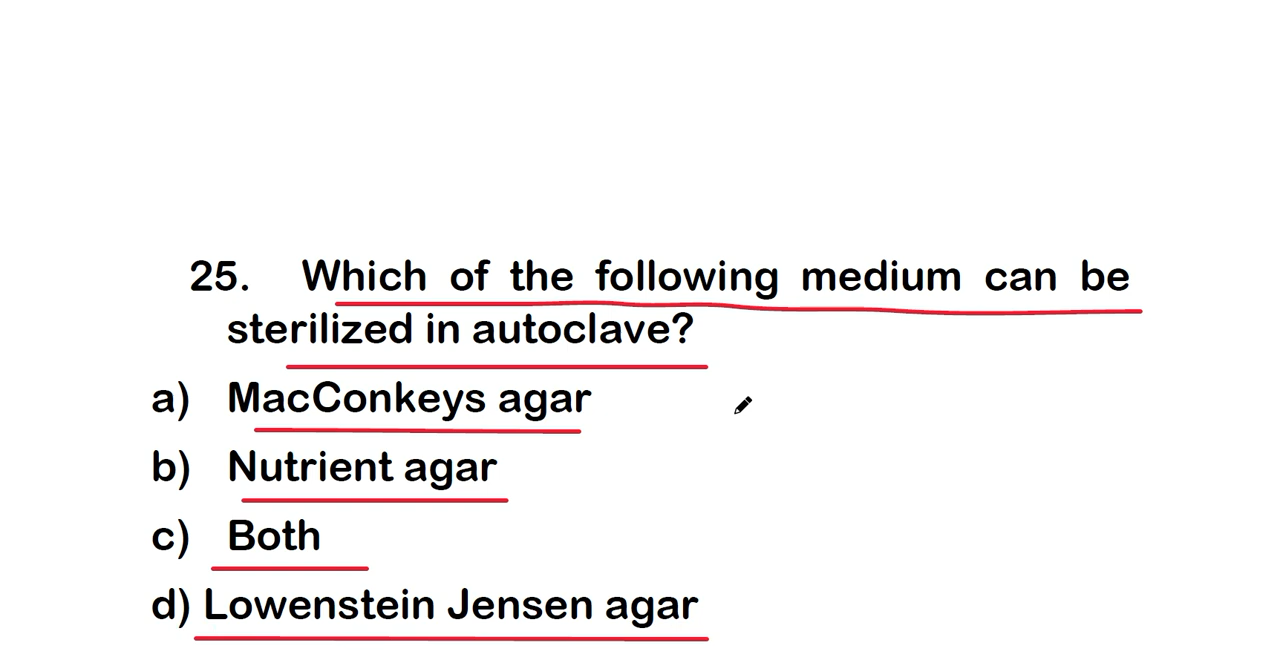 25. Which of the following medium can be
sterilized in autoclave?
a) MacConkeys agar
b) Nutrient agar
c) Both
d) Lowenstein Jensen agar